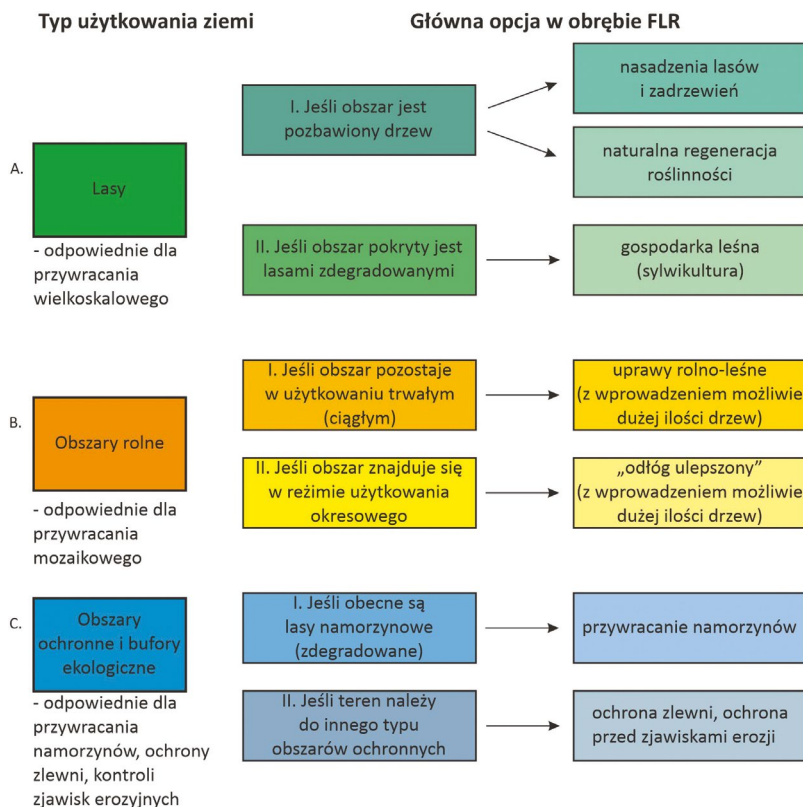 Typ użytkowania ziemi
Główna opcja w obrębie FLR
A.
Lasy
- odpowiednie dla
przywracania
wielkoskalowego
I. Jeśli obszar jest
pozbawiony drzew
nasadzenia lasów
i zadrzewień
naturalna regeneracja
roślinności
II. Jeśli obszar pokryty jest
lasami zdegradowanymi
gospodarka leśna
(sylwikultura)
B.
Obszary rolne
- odpowiednie dla
przywracania
mozaikowego
I. Jeśli obszar pozostaje
w użytkowaniu trwałym
(ciągłym)
uprawy rolno-leśne
(z wprowadzeniem możliwie
dużej ilości drzew)
II. Jeśli obszar znajduje się
w reżimie użytkowania
okresowego
„odłóg ulepszony”
(z wprowadzeniem możliwie
dużej ilości drzew)
C.
Obszary
ochronne i bufory
ekologiczne
- odpowiednie dla
przywracania
namorzynów, ochrony
zlewni, kontroli
zjawisk erozyjnych
I. Jeśli obecne są
lasy namorzynowe
(zdegradowane)
przywracanie namorzynów
II. Jeśli teren należy
do innego typu
obszarów ochronnych
ochrona zlewni, ochrona
przed zjawiskami erozji